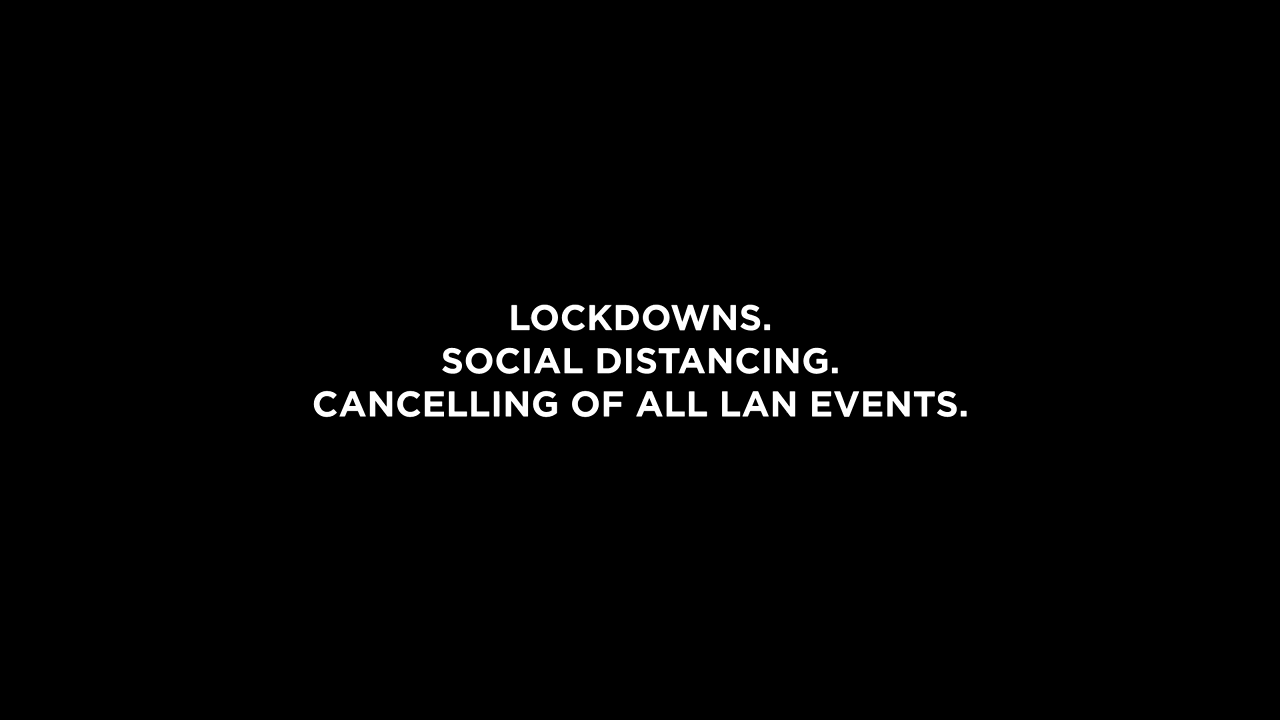 LOCKDOWNS.
SOCIAL DISTANCING.
CANCELLING OF ALL LAN EVENTS.